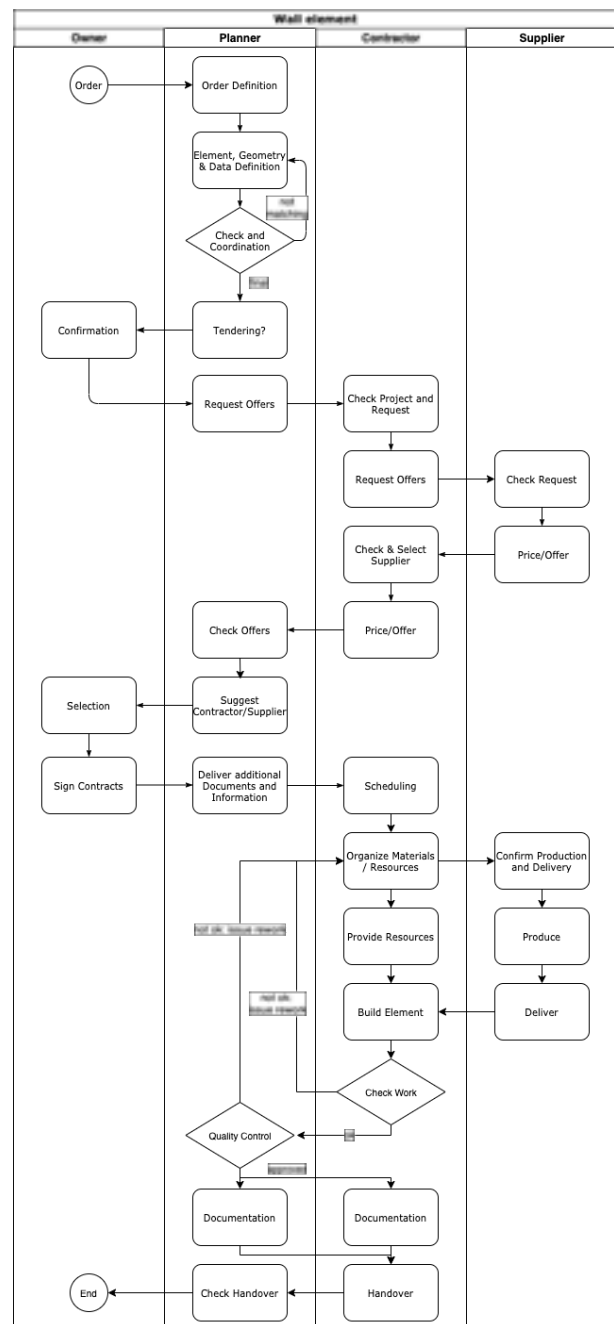 Wall element
Owner
Planner
Contractor
Supplier
Order
Order Definition
Element, Geometry
& Data Definition
not
matching
Check and
Coordination
final
Confirmation
Tendering?
Request Offers
Check Project and
Request
Request Offers
Check Request
Check & Select
Supplier
Price/Offer
Check Offers
Price/Offer
Selection
Suggest
Contractor/Supplier
Sign Contracts
Deliver additional
Documents and
Information
Scheduling
Organize Materials
/ Resources
Confirm Production
and Delivery
not ok. issue rework
Provide Resources
Produce
not ok.
issue rework
Build Element
Deliver
Check Work
Quality Control
ok
approved
Documentation
Documentation
End
Check Handover
Handover